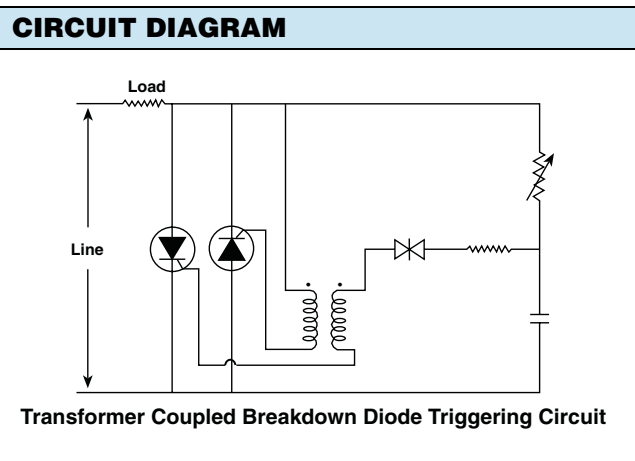 CIRCUIT DIAGRAM
Load
Line
Transformer Coupled Breakdown Diode Triggering Circuit